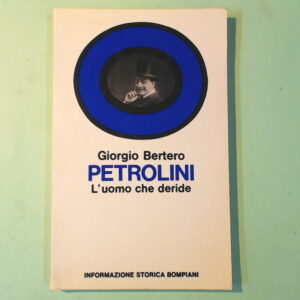 Giorgio Bertero
PETROLINI
L'uomo che deride
INFORMAZIONE STORICA BOMPIANI